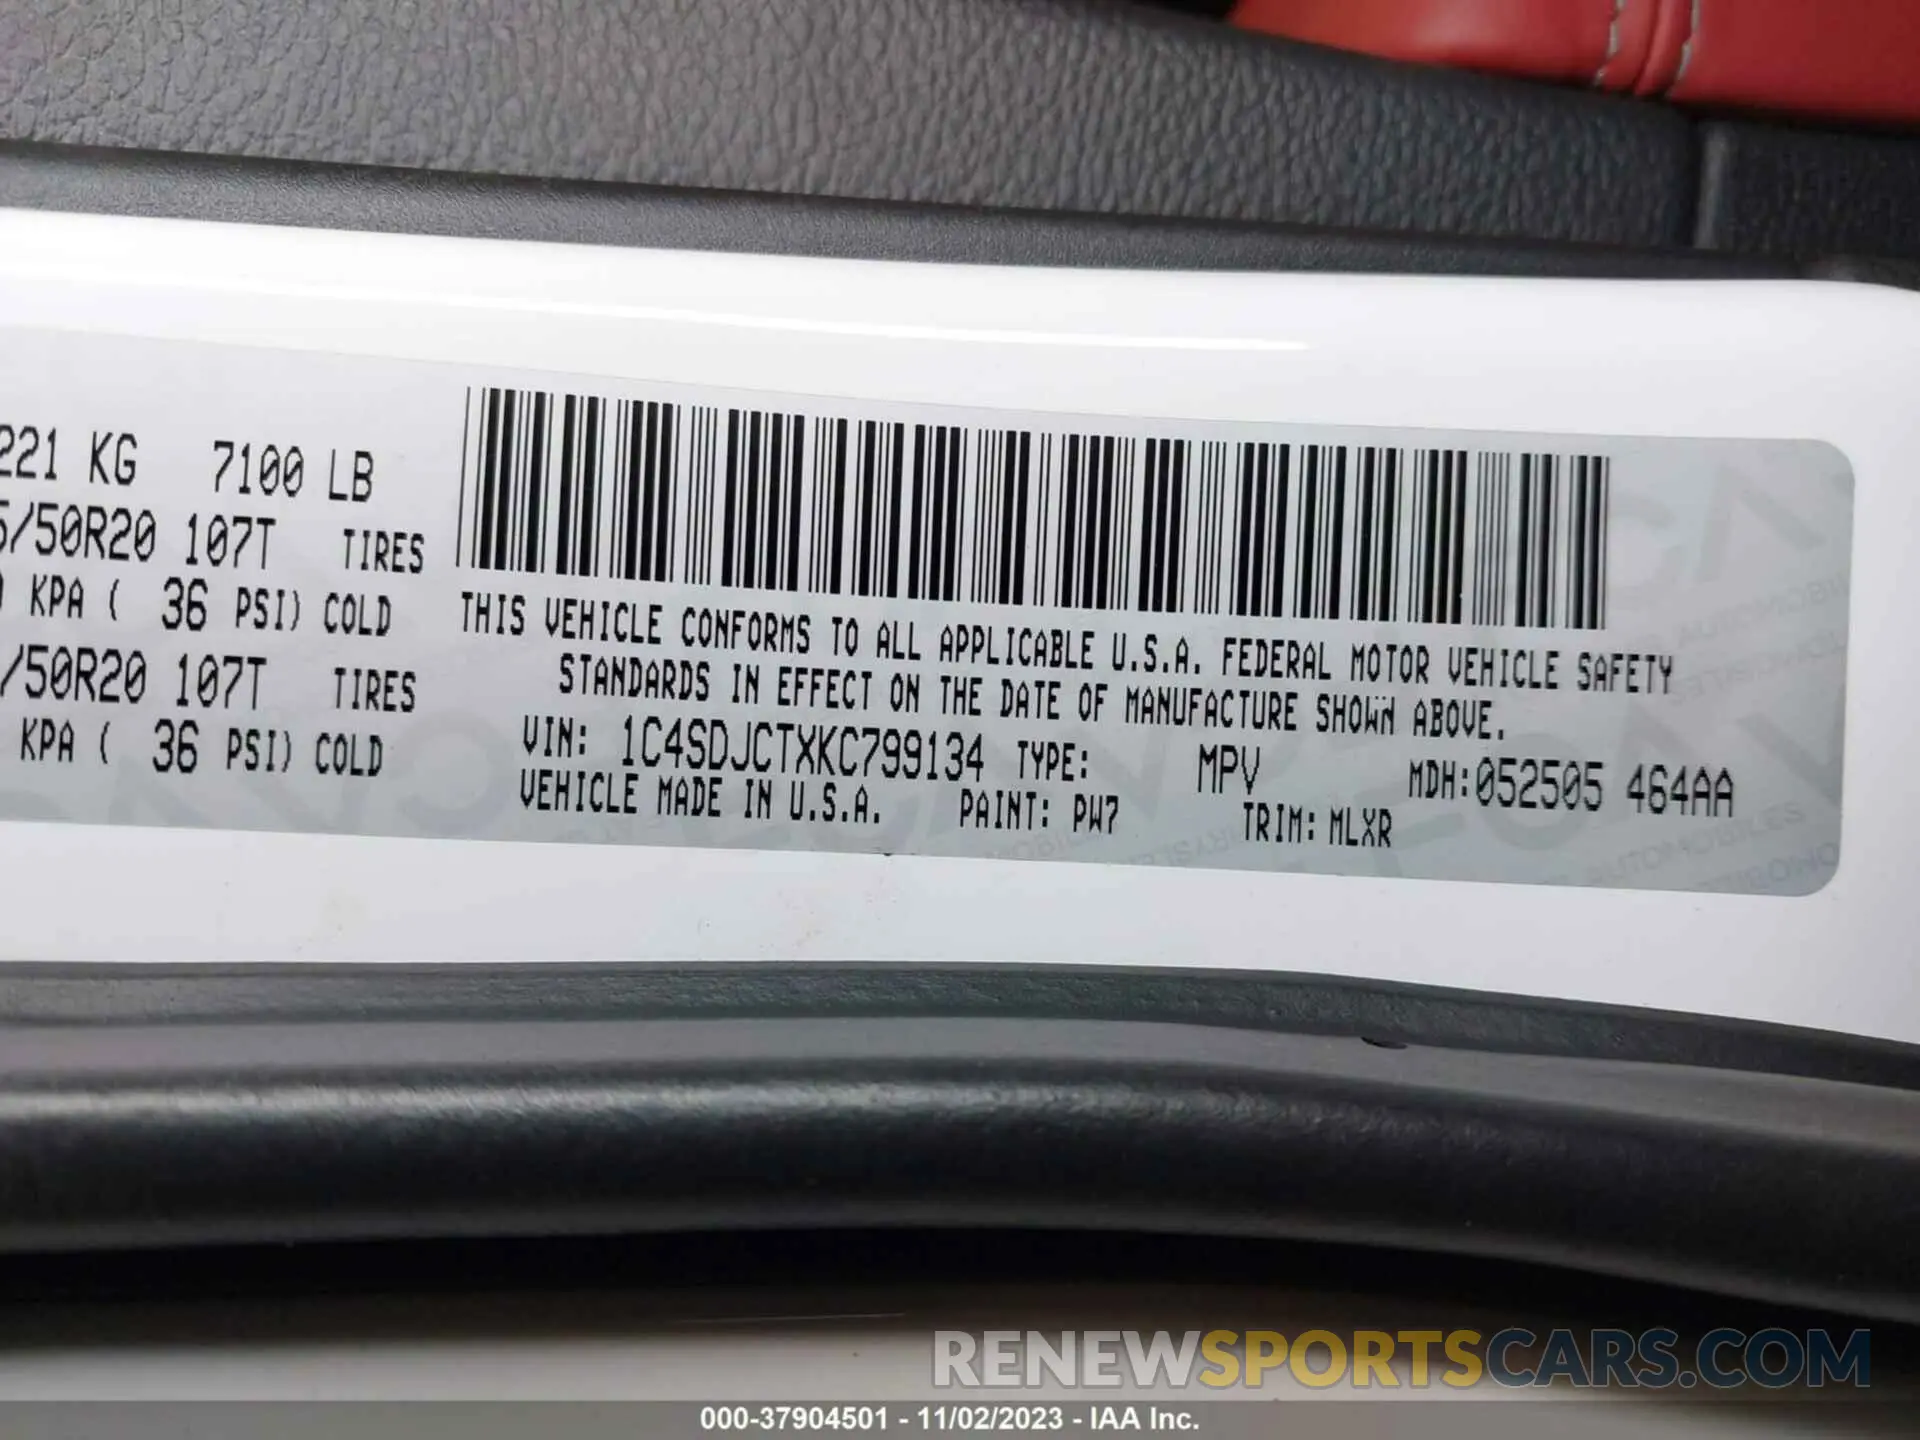 221 KG 7100 LB
5/50R20 107T TIRES
KPA ( 36 PSI) COLD
/50R20 107T TIRES
KPA ( 36 PSI) COLD
THIS VEHICLE CONFORMS TO ALL APPLICABLE U.S.A. FEDERAL MOTOR VEHICLE SAFETY
STANDARDS IN EFFECT ON THE DATE OF MANUFACTURE SHOWN ABOVE.
VIN: 1C4SDJCTXKC799134 TYPE: MPV MDH:052505 464AA
VEHICLE MADE IN U.S.A. PAINT: PW7 TRIM: MLXR
RENEWSPORTSCARS.COM
000-37904501 - 11/02/2023 - IAA Inc.